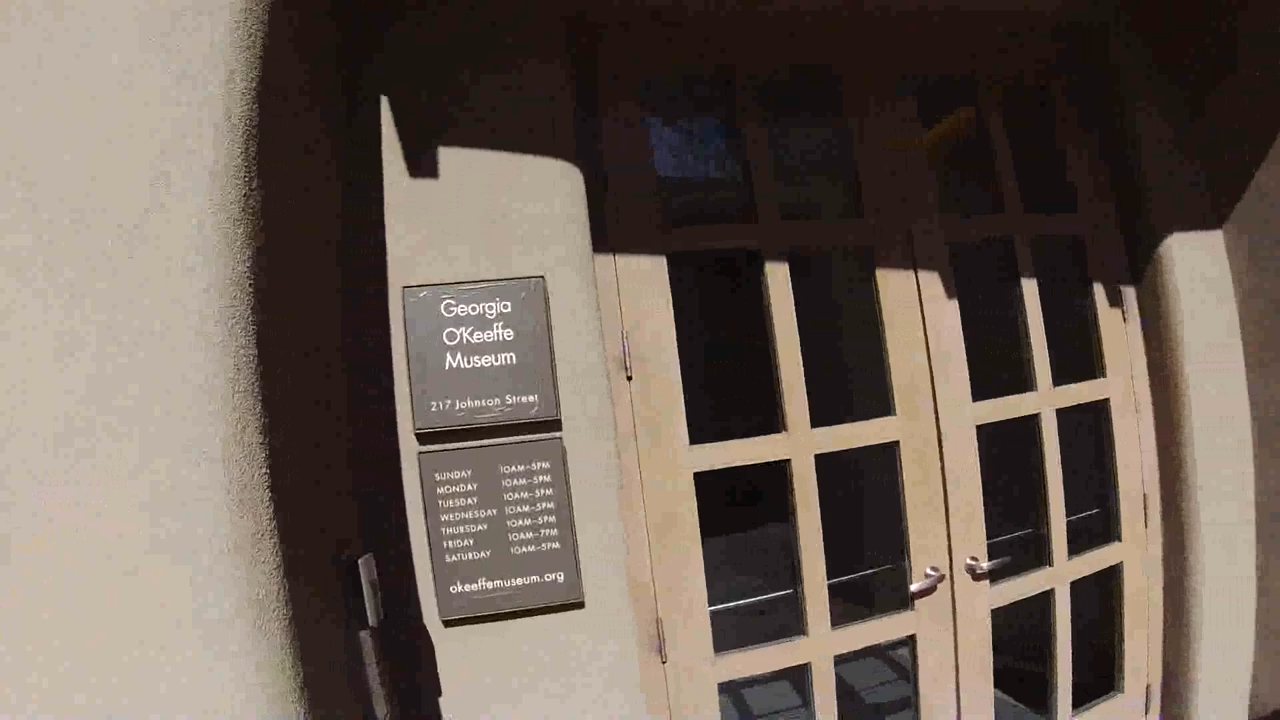 Georgia
O'Keeffe
Museum
217 Johnson Street
SUNDAY 10AM–5PM
MONDAY 10AM–5PM
TUESDAY 10AM–5PM
WEDNESDAY 10AM–5PM
THURSDAY 10AM–5PM
FRIDAY 10AM–7PM
SATURDAY 10AM–5PM
okeeffemuseum.org